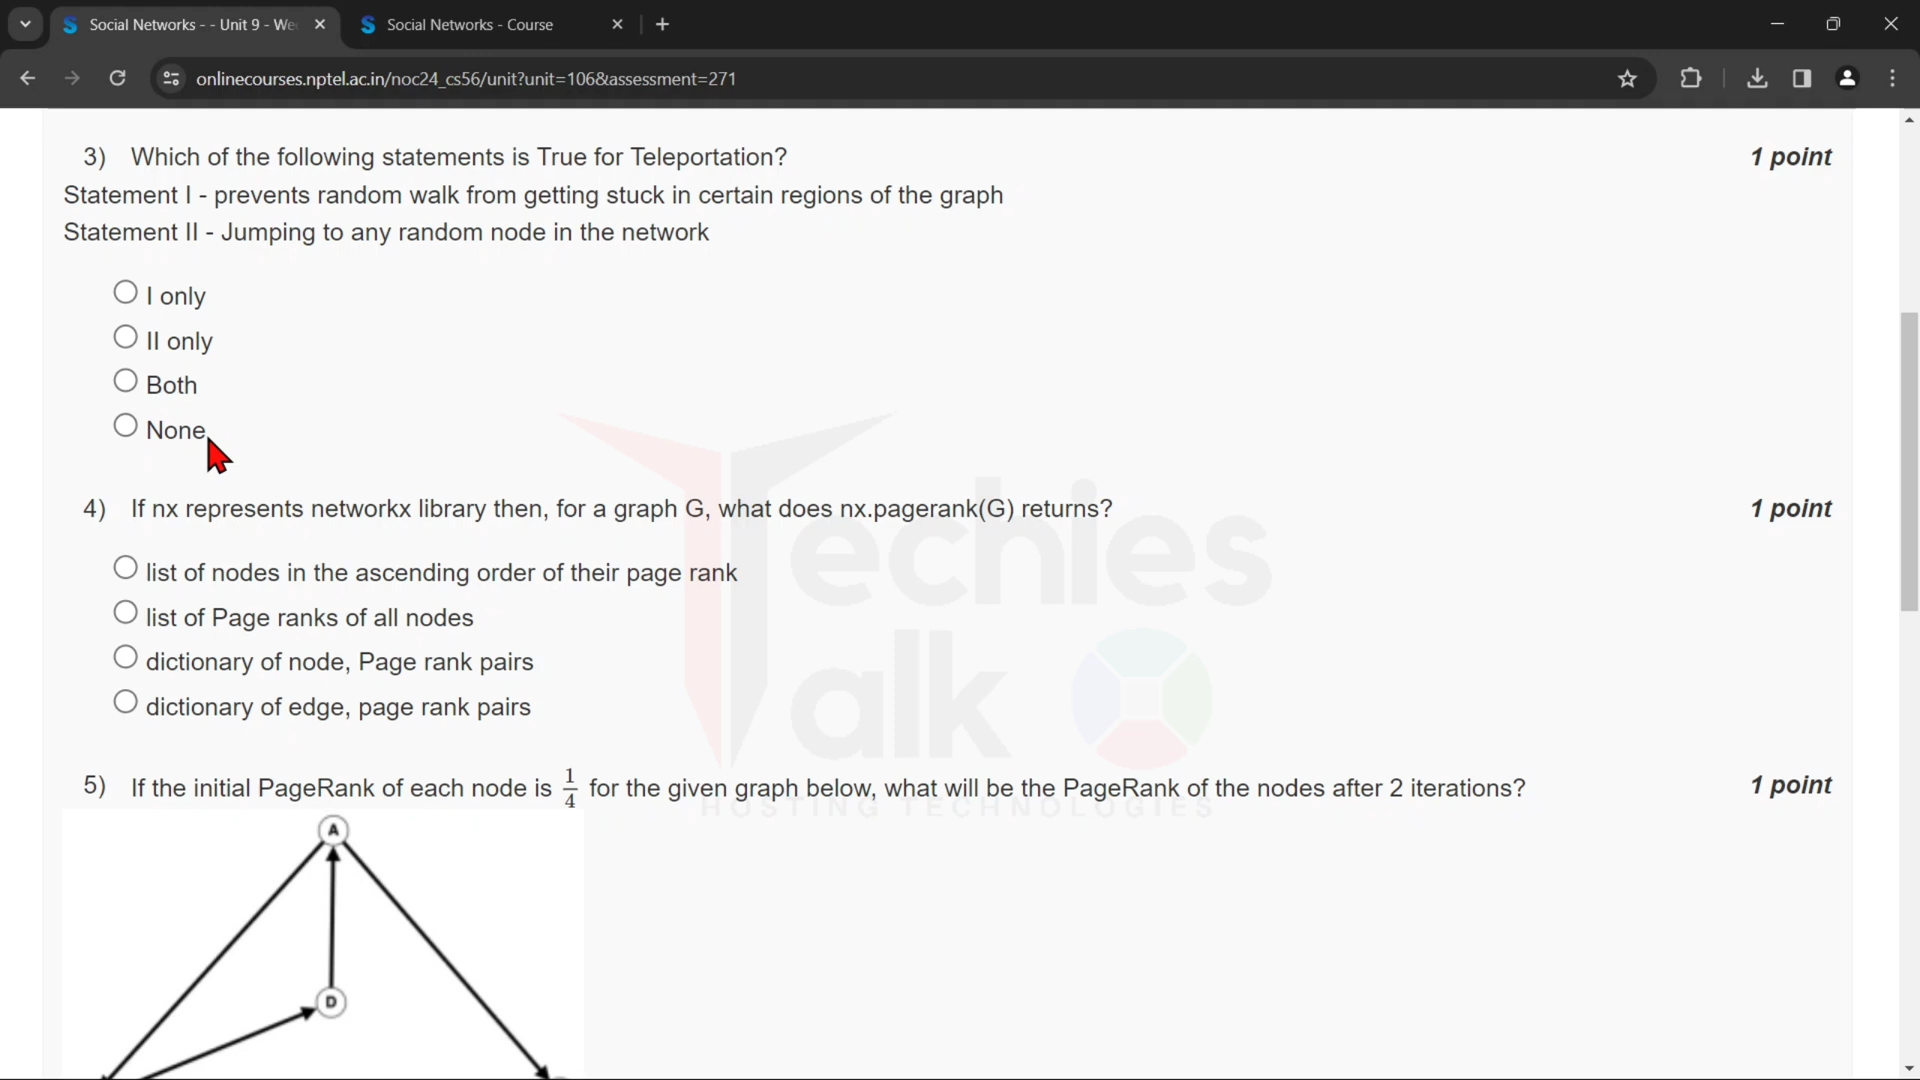 Social Networks - - Unit 9 - We
Social Networks - Course
onlinecourses.nptel.ac.in/noc24_cs56/unit?unit=106&assessment=271
3) Which of the following statements is True for Teleportation? 1 point
Statement I - prevents random walk from getting stuck in certain regions of the graph
Statement II - Jumping to any random node in the network
I only
II only
Both
None
4) If nx represents networkx library then, for a graph G, what does nx.pagerank(G) returns? 1 point
list of nodes in the ascending order of their page rank
list of Page ranks of all nodes
dictionary of node, Page rank pairs
dictionary of edge, page rank pairs
5) If the initial PageRank of each node is 1/4 for the given graph below, what will be the PageRank of the nodes after 2 iterations? 1 point
A
D
Techies
Talk
HOSTING TECHNOLOGIES